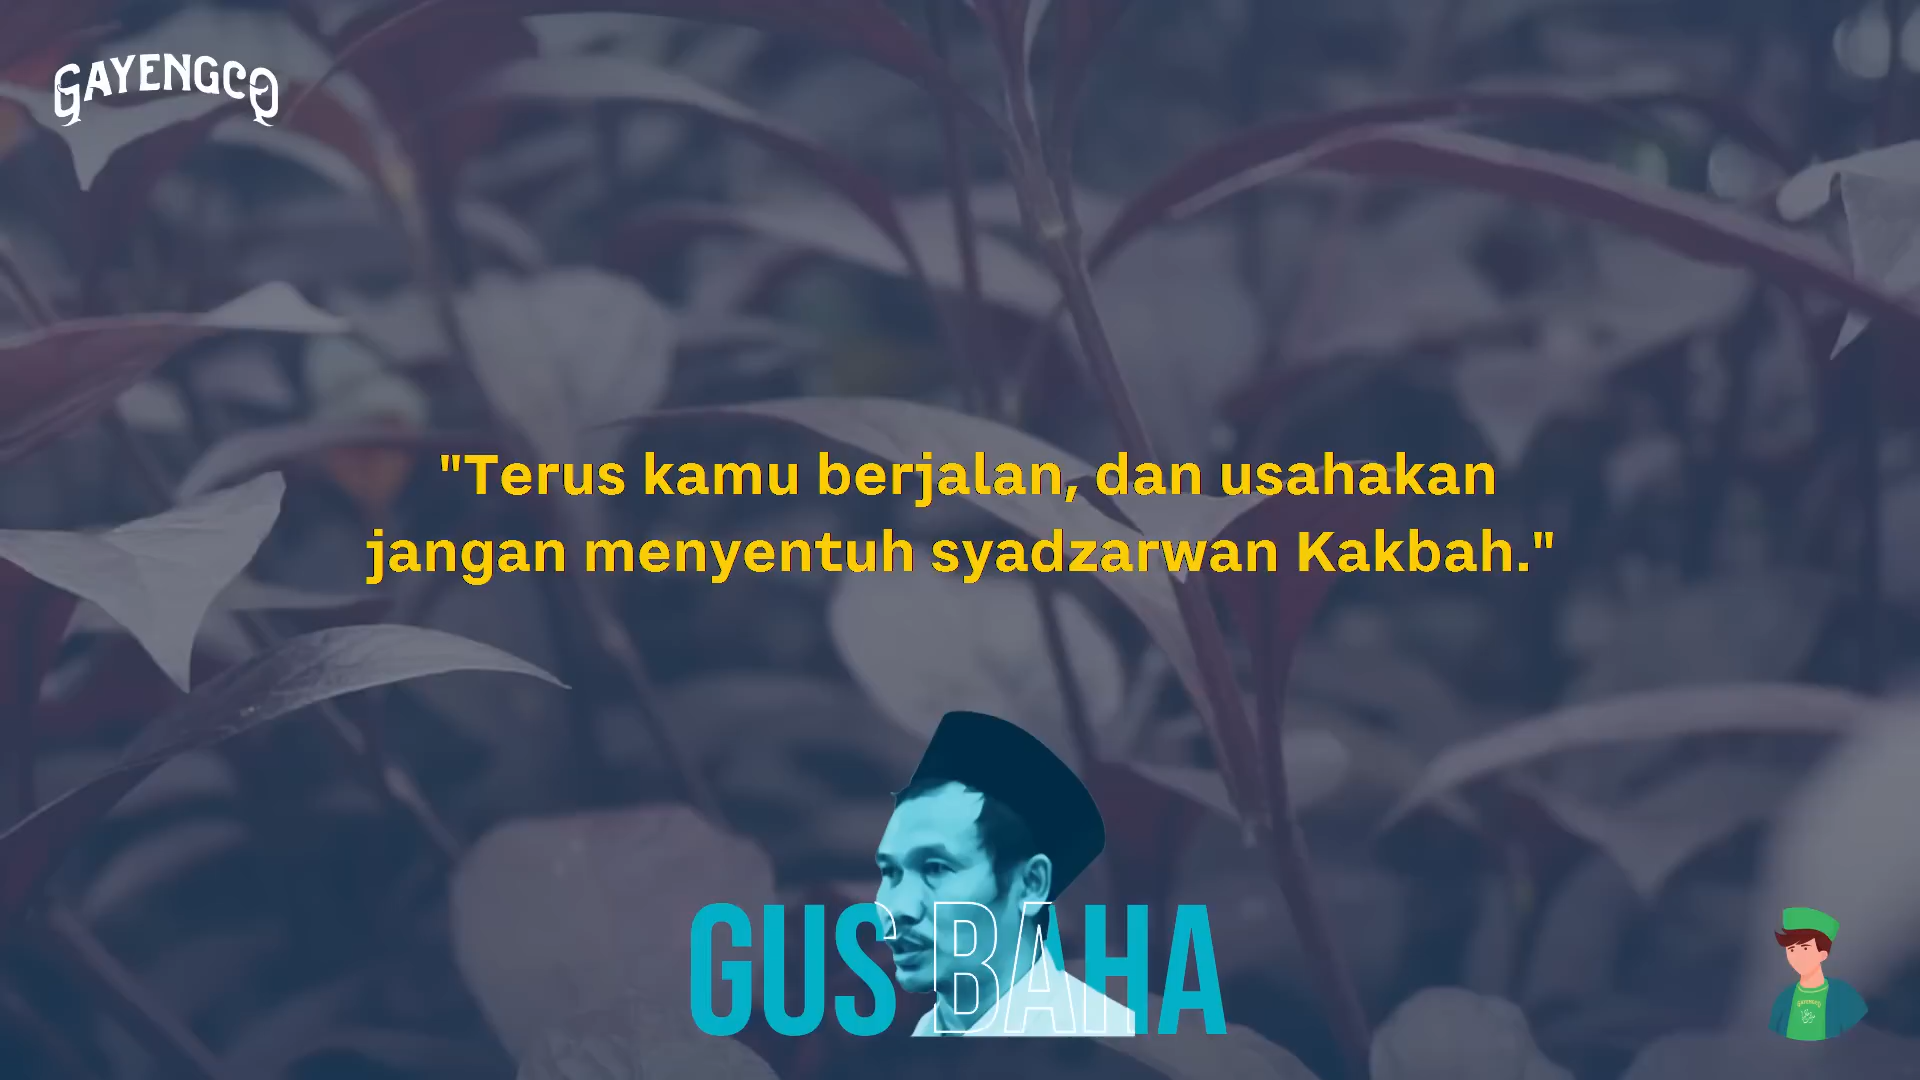 GAYENGCO
"Terus kamu berjalan, dan usahakan
jangan menyentuh syadzarwan Kakbah."
GUS BAHA